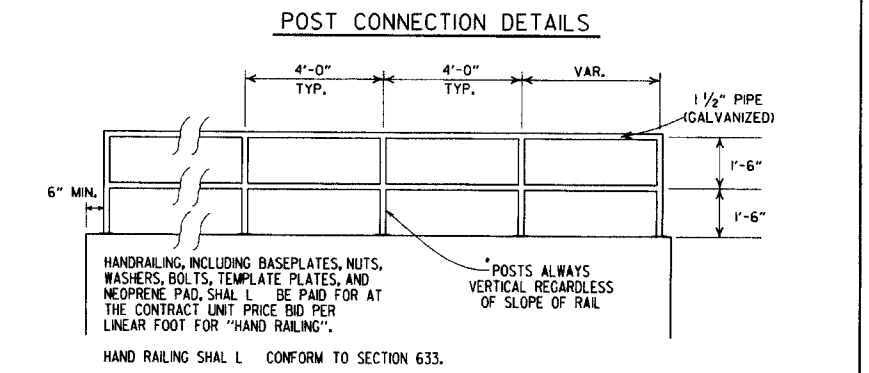 POST CONNECTION DETAILS
4'-0"
TYP.
4'-0"
TYP.
VAR.
1 1/2" PIPE
(GALVANIZED)
1'-6"
1'-6"
6" MIN.
HANDRAILING, INCLUDING BASEPLATES, NUTS,
WASHERS, BOLTS, TEMPLATE PLATES, AND
NEOPRENE PAD, SHAL L BE PAID FOR AT
THE CONTRACT UNIT PRICE BID PER
LINEAR FOOT FOR "HAND RAILING".
*POSTS ALWAYS
VERTICAL REGARDLESS
OF SLOPE OF RAIL
HAND RAILING SHAL L CONFORM TO SECTION 633.